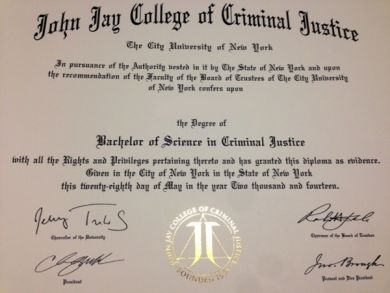 John Jay College of Criminal Justice
The City University of New York
In pursuance of the Authority vested in it by The State of New York and upon
the recommendation of the Faculty of the Board of Trustees of The City University
of New York confers upon
the Degree of
Bachelor of Science in Criminal Justice
with all the Rights and Privileges pertaining thereto and has granted this diploma as evidence.
Given in the City of New York in the State of New York
this twenty-eighth day of May in the year Two thousand and fourteen.
Chancellor of the University
Chairman of the Board of Trustees
President
Provost and Vice President
JOHN JAY COLLEGE OF CRIMINAL JUSTICE
FOUNDED